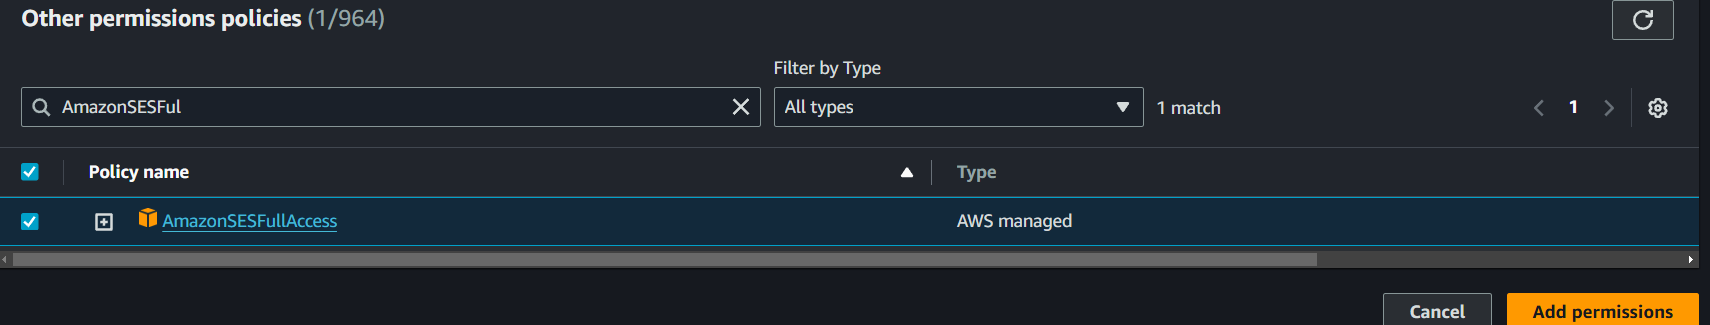 Other permissions policies (1/964)
Filter by Type
AmazonSESFul
All types
1 match
1
Policy name
Type
AmazonSESFullAccess
AWS managed
Cancel
Add permissions